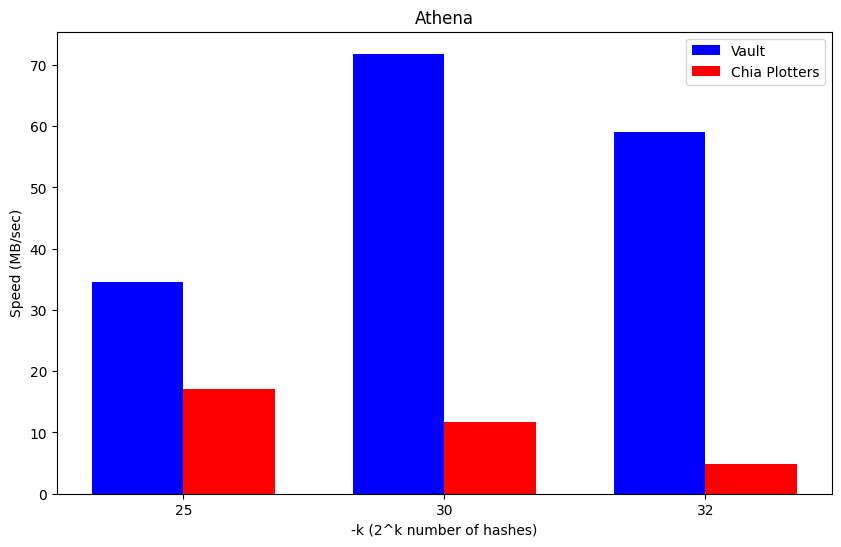 Athena
Vault
Chia Plotters
70
60
50
40
30
20
10
0
Speed (MB/sec)
25 30 32
-k (2^k number of hashes)